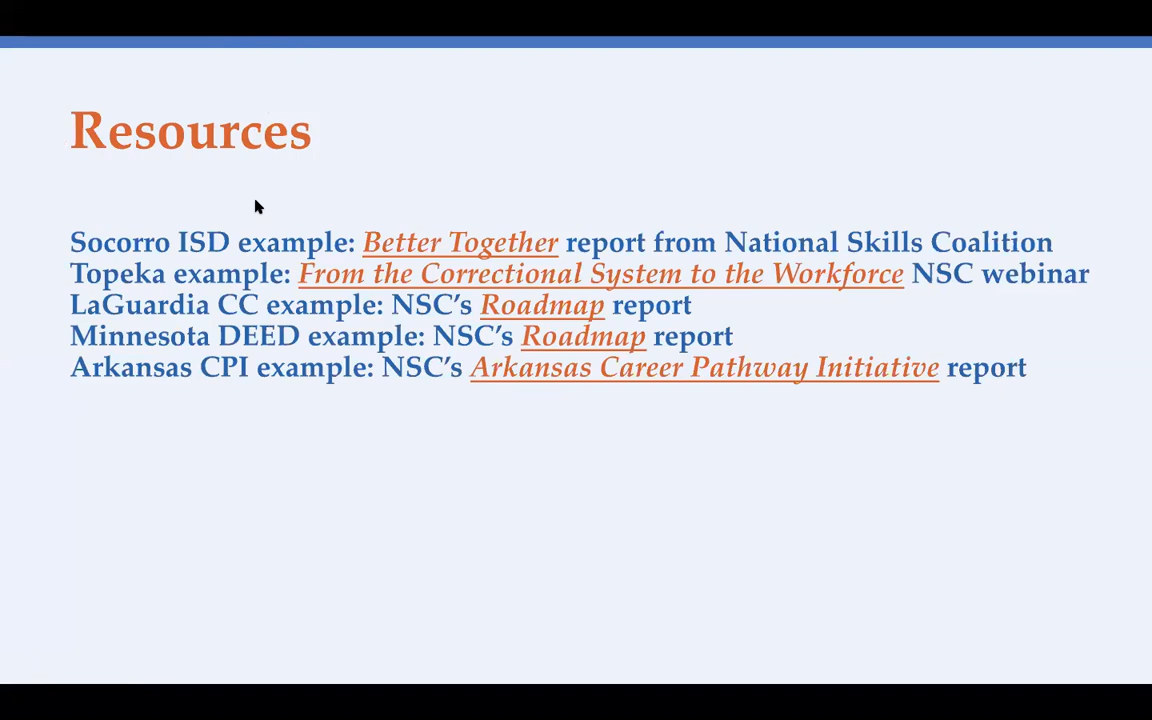 Resources
Socorro ISD example: Better Together report from National Skills Coalition
Topeka example: From the Correctional System to the Workforce NSC webinar
LaGuardia CC example: NSC’s Roadmap report
Minnesota DEED example: NSC’s Roadmap report
Arkansas CPI example: NSC’s Arkansas Career Pathway Initiative report